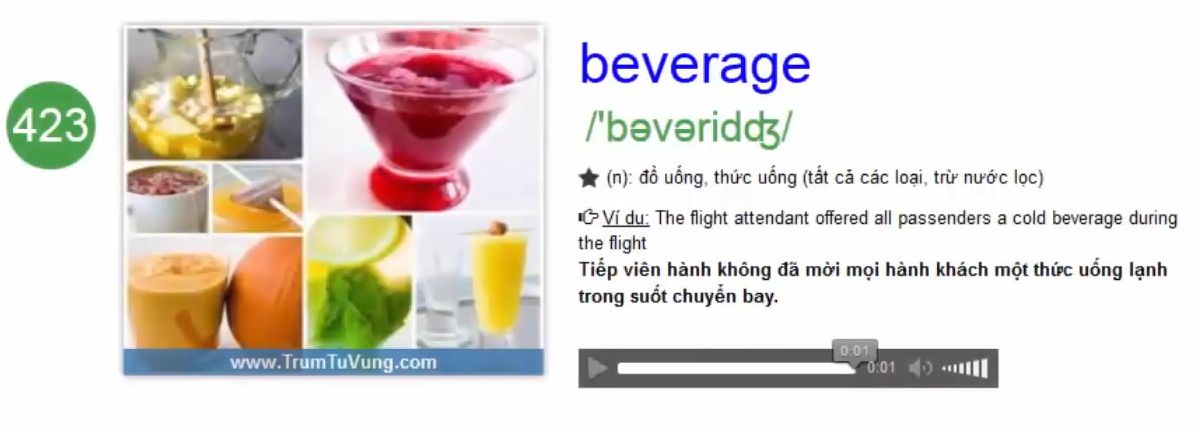 423
beverage
/'bəvəridʤ/
(n): đồ uống, thức uống (tất cả các loại, trừ nước lọc)
Ví dụ: The flight attendant offered all passenders a cold beverage during
the flight
Tiếp viên hành không đã mời mọi hành khách một thức uống lạnh
trong suốt chuyến bay.
www.TrumTuVung.com
0:01
0:01